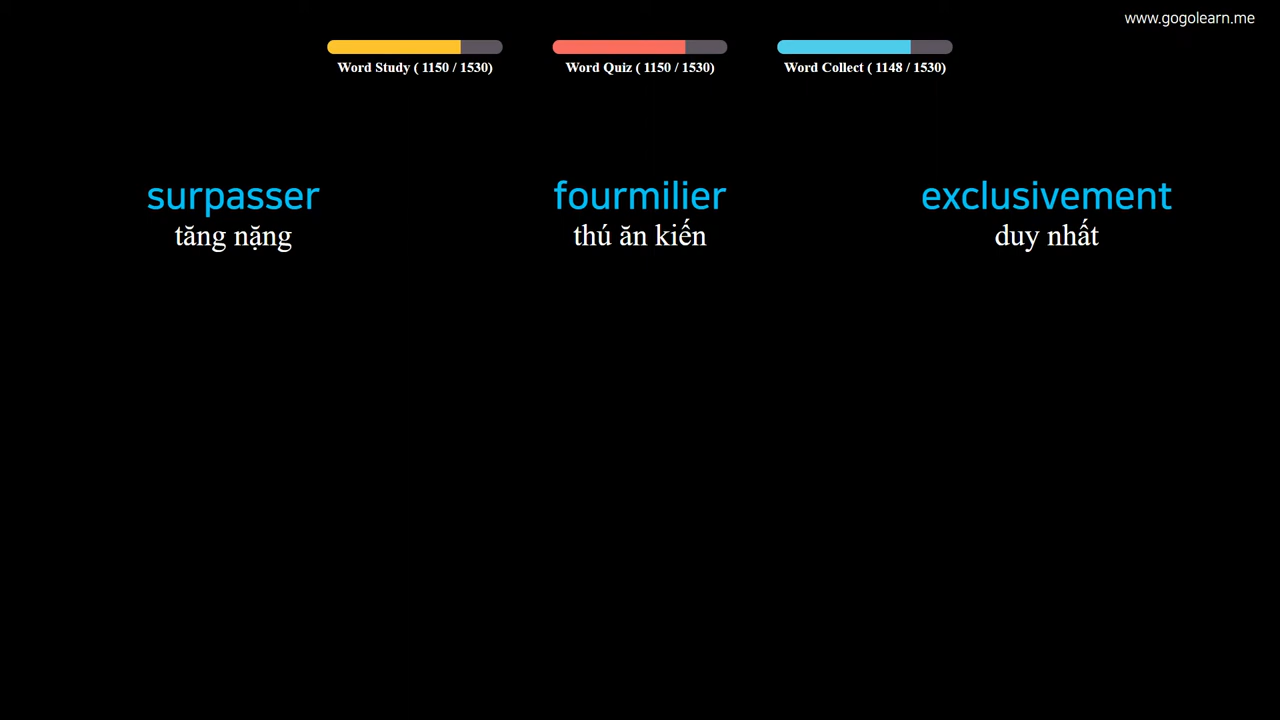 www.gogolearn.me
Word Study ( 1150 / 1530)
Word Quiz ( 1150 / 1530)
Word Collect ( 1148 / 1530)
surpasser
tăng nặng
fourmilier
thú ăn kiến
exclusivement
duy nhất